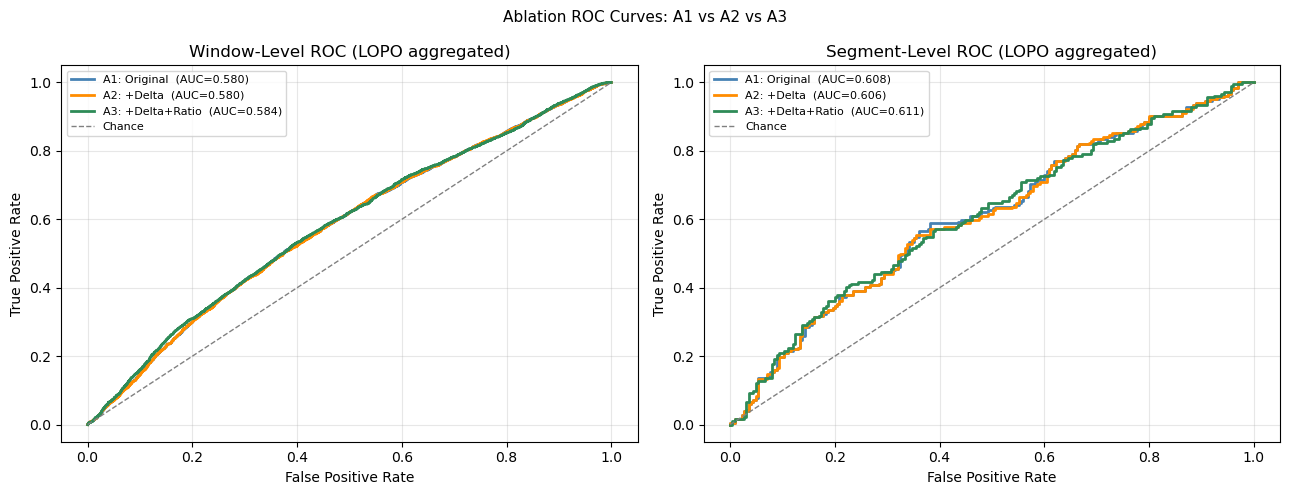 Ablation ROC Curves: A1 vs A2 vs A3
Window-Level ROC (LOPO aggregated)
A1: Original  (AUC=0.580)
A2: +Delta  (AUC=0.580)
A3: +Delta+Ratio  (AUC=0.584)
Chance
True Positive Rate
1.0
0.8
0.6
0.4
0.2
0.0
0.0 0.2 0.4 0.6 0.8 1.0
False Positive Rate
Segment-Level ROC (LOPO aggregated)
A1: Original  (AUC=0.608)
A2: +Delta  (AUC=0.606)
A3: +Delta+Ratio  (AUC=0.611)
Chance
True Positive Rate
1.0
0.8
0.6
0.4
0.2
0.0
0.0 0.2 0.4 0.6 0.8 1.0
False Positive Rate